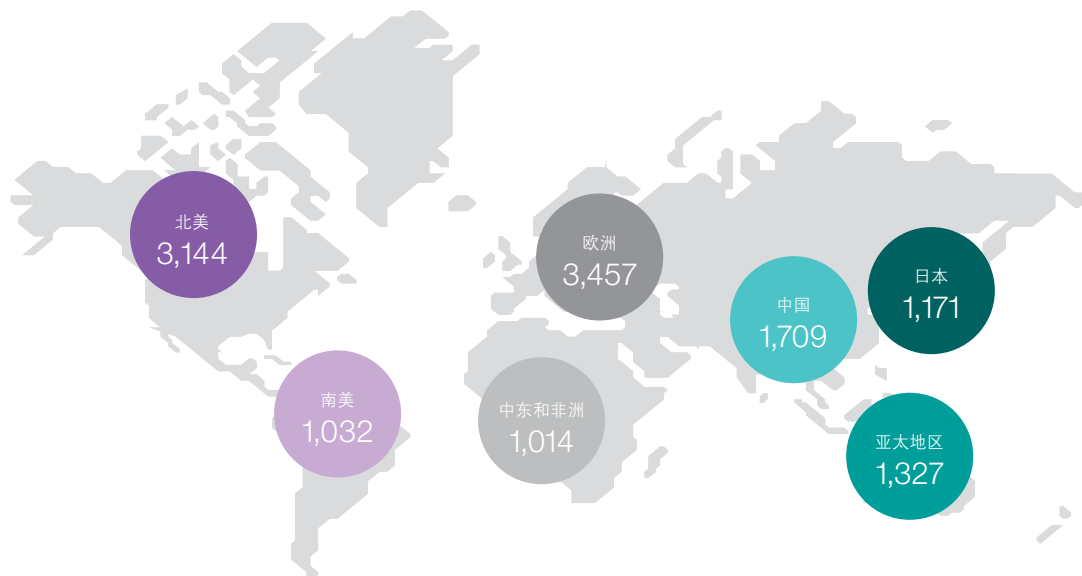 北美
3,144
欧洲
3,457
中国
1,709
日本
1,171
南美
1,032
中东和非洲
1,014
亚太地区
1,327